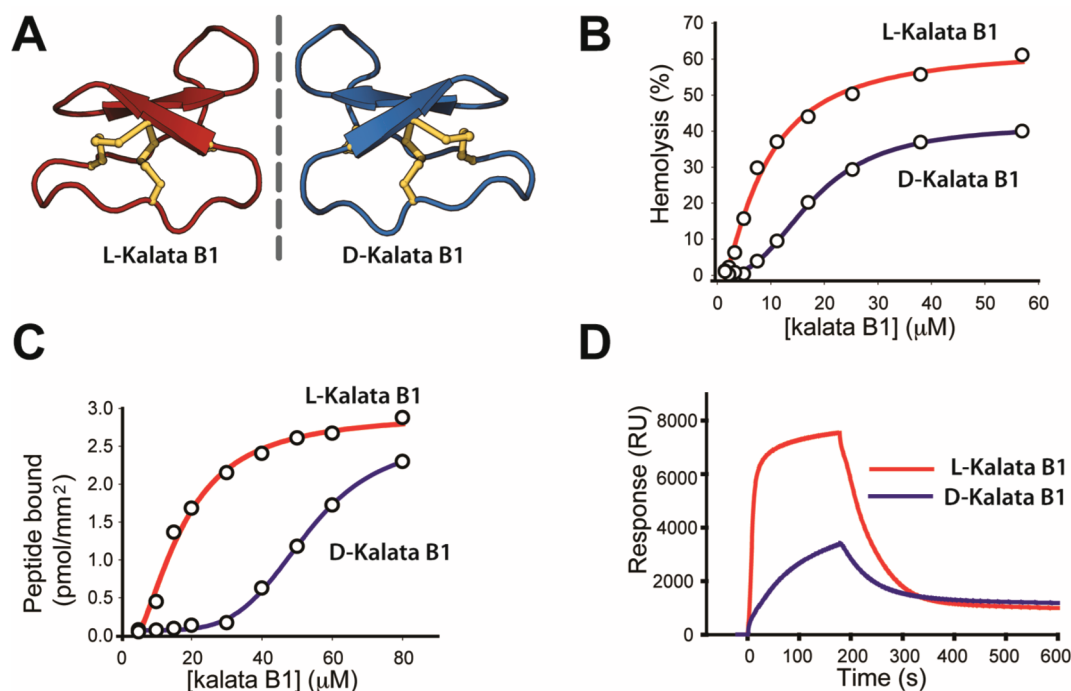 A
L-Kalata B1
D-Kalata B1
B
L-Kalata B1
D-Kalata B1
Hemolysis (%)
70
60
50
40
30
20
10
0
0
10
20
30
40
50
60
[kalata B1] (μM)
C
L-Kalata B1
D-Kalata B1
Peptide bound
(pmol/mm²)
3.0
2.5
2.0
1.5
1.0
0.5
0.0
0
20
40
60
80
[kalata B1] (μM)
D
Response (RU)
8000
6000
4000
2000
0
L-Kalata B1
D-Kalata B1
0
100
200
300
400
500
600
Time (s)